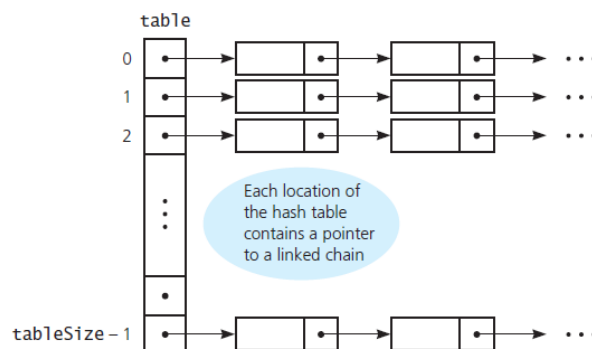 table
0
1
2
Each location of
the hash table
contains a pointer
to a linked chain
tableSize – 1